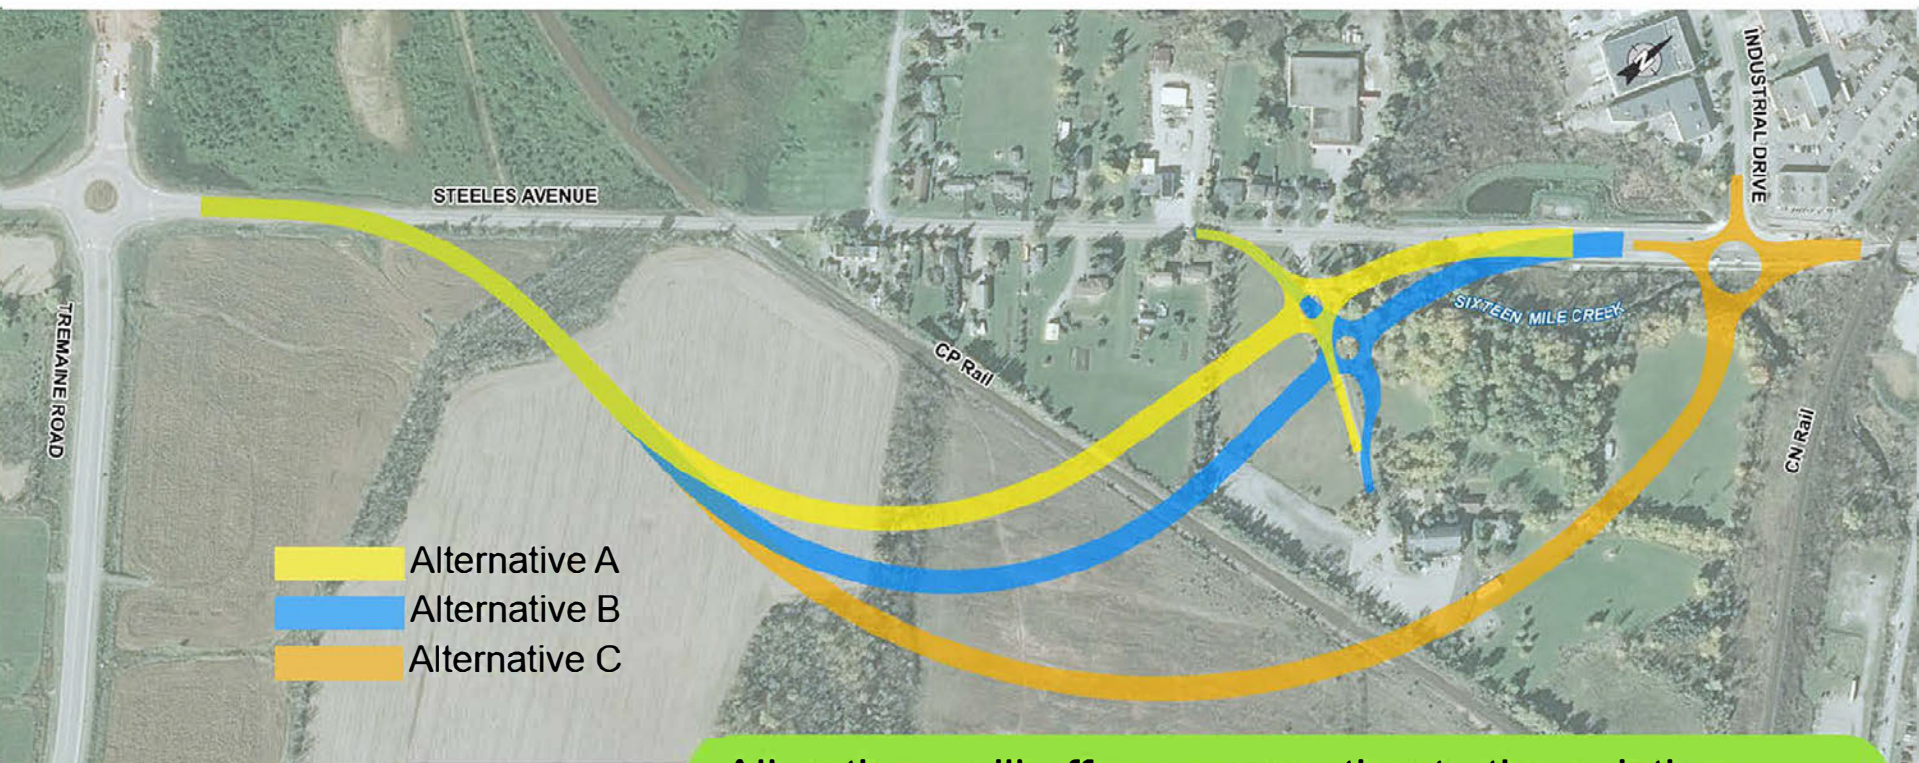 INDUSTRIAL DRIVE
N
STEELES AVENUE
TREMAINE ROAD
CP Rail
SIXTEEN MILE CREEK
CN Rail
Alternative A
Alternative B
Alternative C